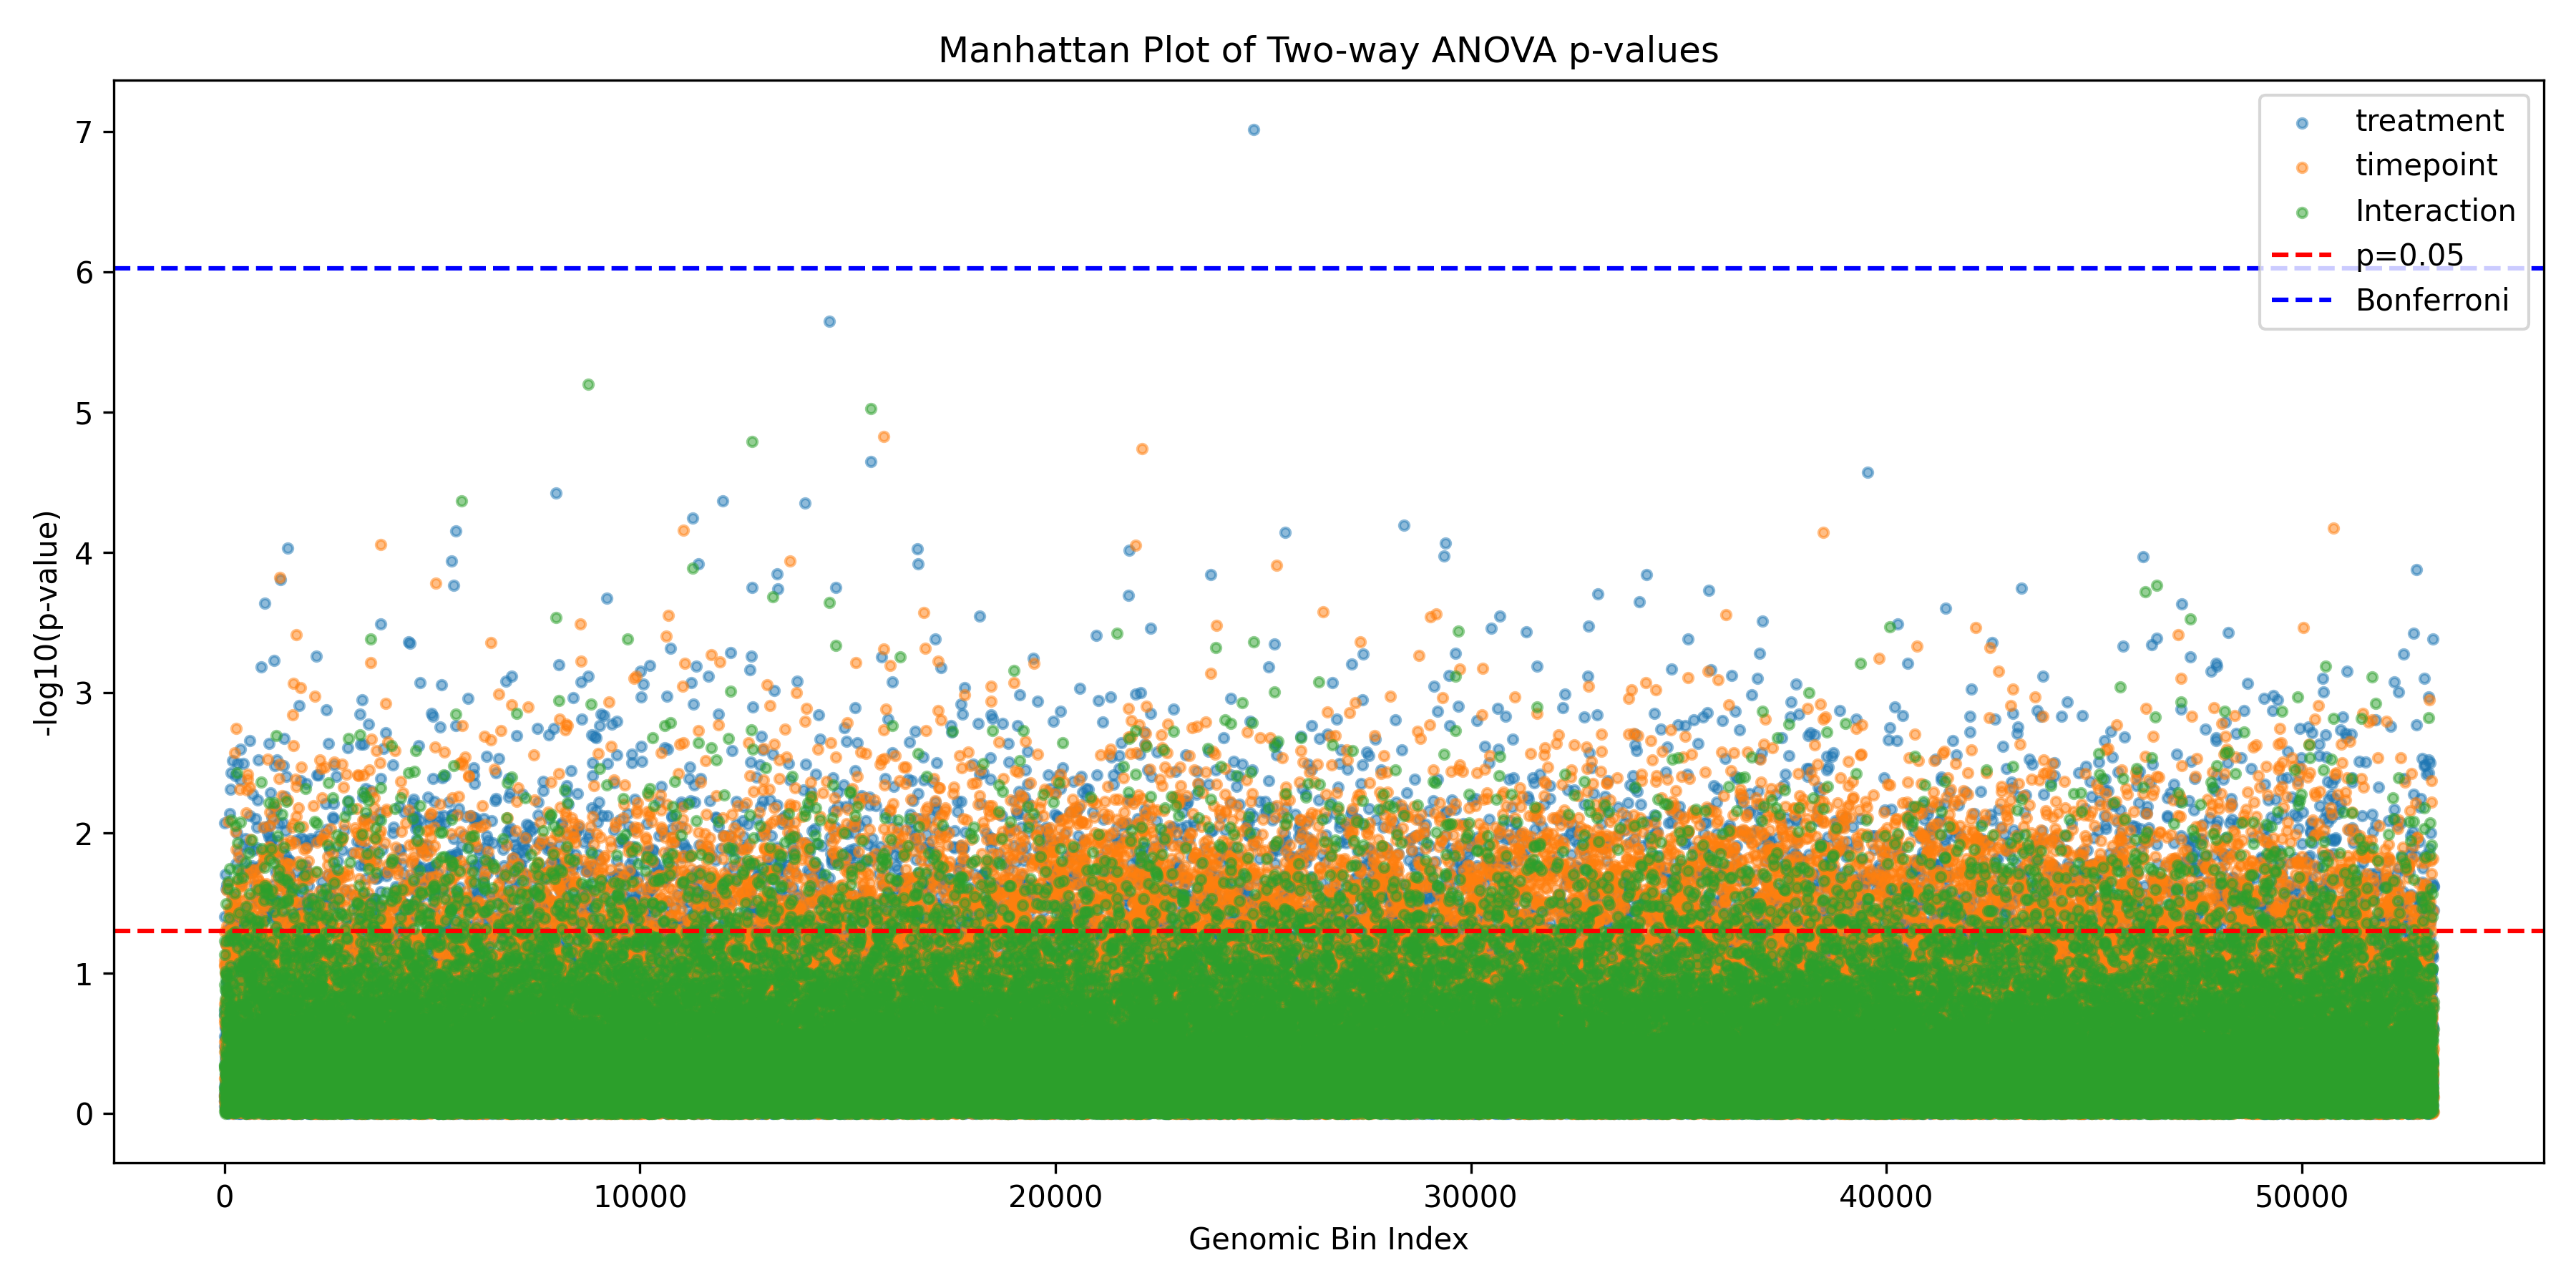 Manhattan Plot of Two-way ANOVA p-values
treatment
timepoint
Interaction
p=0.05
Bonferroni
-log10(p-value)
7
6
5
4
3
2
1
0
0
10000
20000
30000
40000
50000
Genomic Bin Index